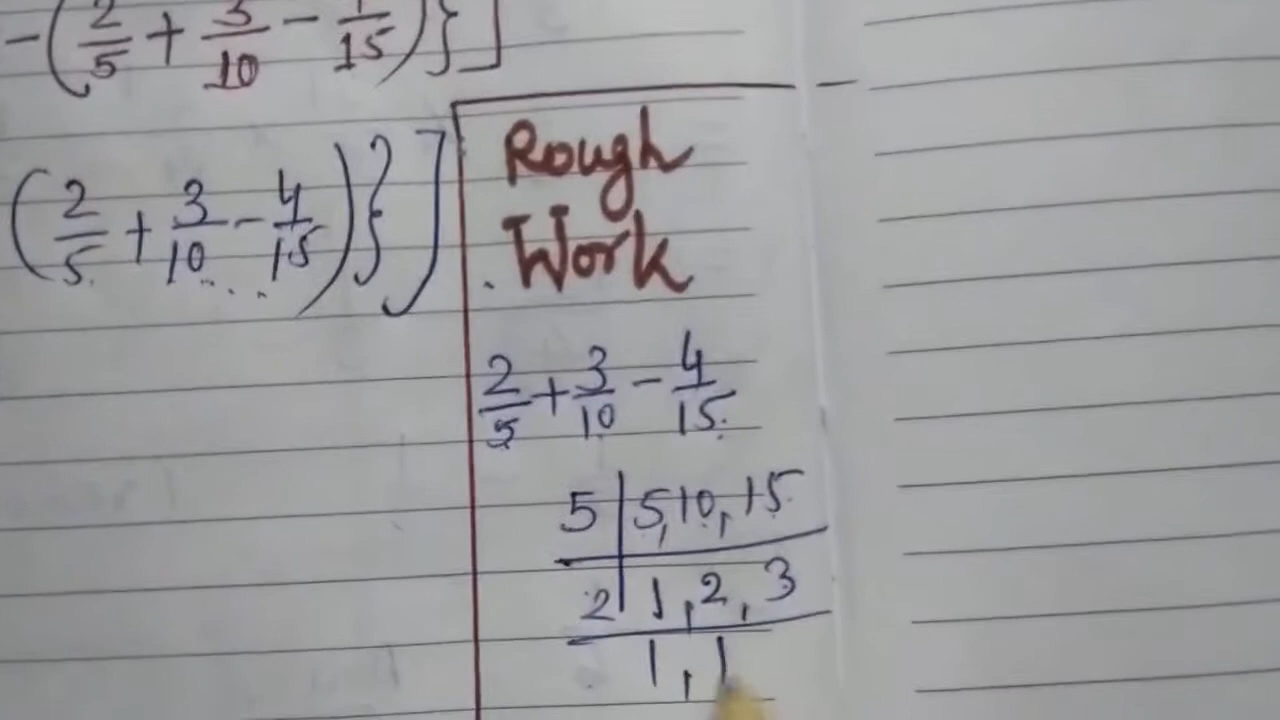 -(2/5 + 3/10 - 1/15)}]
(2/5 + 3/10 - 4/15)}]
Rough
Work
2/5 + 3/10 - 4/15
5 | 5, 10, 15
2 | 1, 2, 3
1, 1